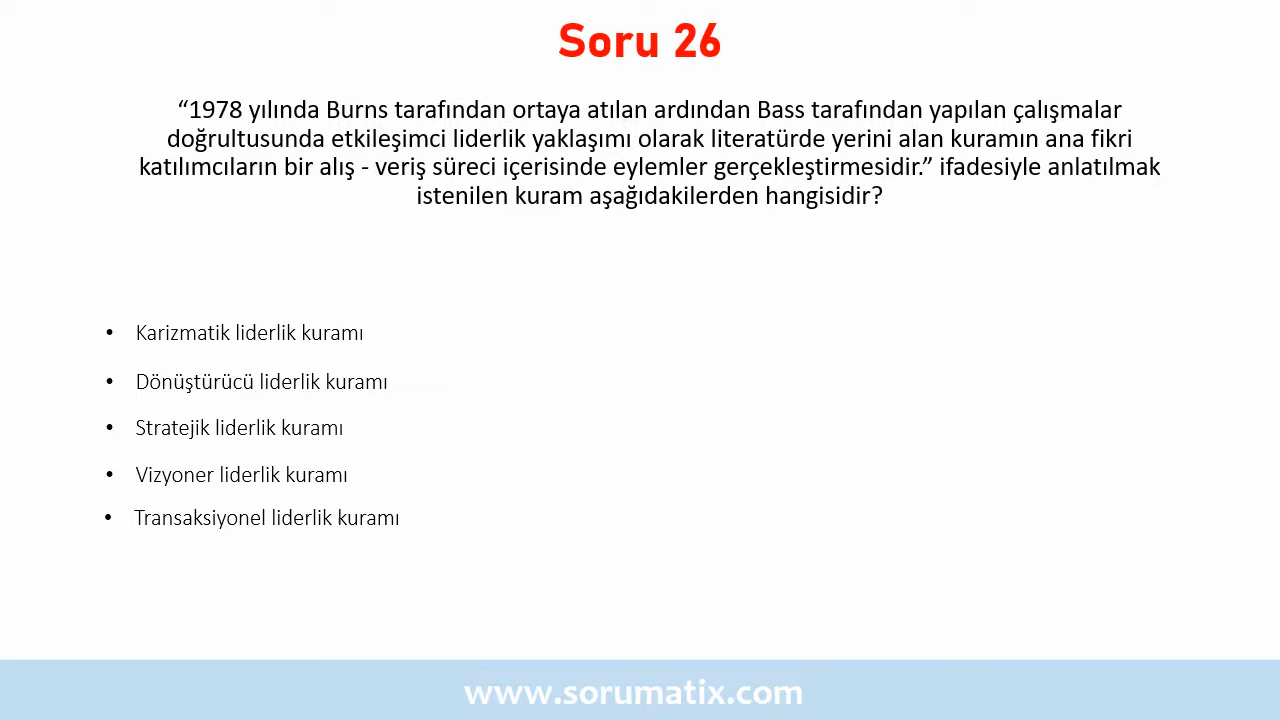 Soru 26
“1978 yılında Burns tarafından ortaya atılan ardından Bass tarafından yapılan çalışmalar
doğrultusunda etkileşimci liderlik yaklaşımı olarak literatürde yerini alan kuramın ana fikri
katılımcıların bir alış - veriş süreci içerisinde eylemler gerçekleştirmesidir.” ifadesiyle anlatılmak
istenilen kuram aşağıdakilerden hangisidir?
• Karizmatik liderlik kuramı
• Dönüştürücü liderlik kuramı
• Stratejik liderlik kuramı
• Vizyoner liderlik kuramı
• Transaksiyonel liderlik kuramı
www.sorumatix.com